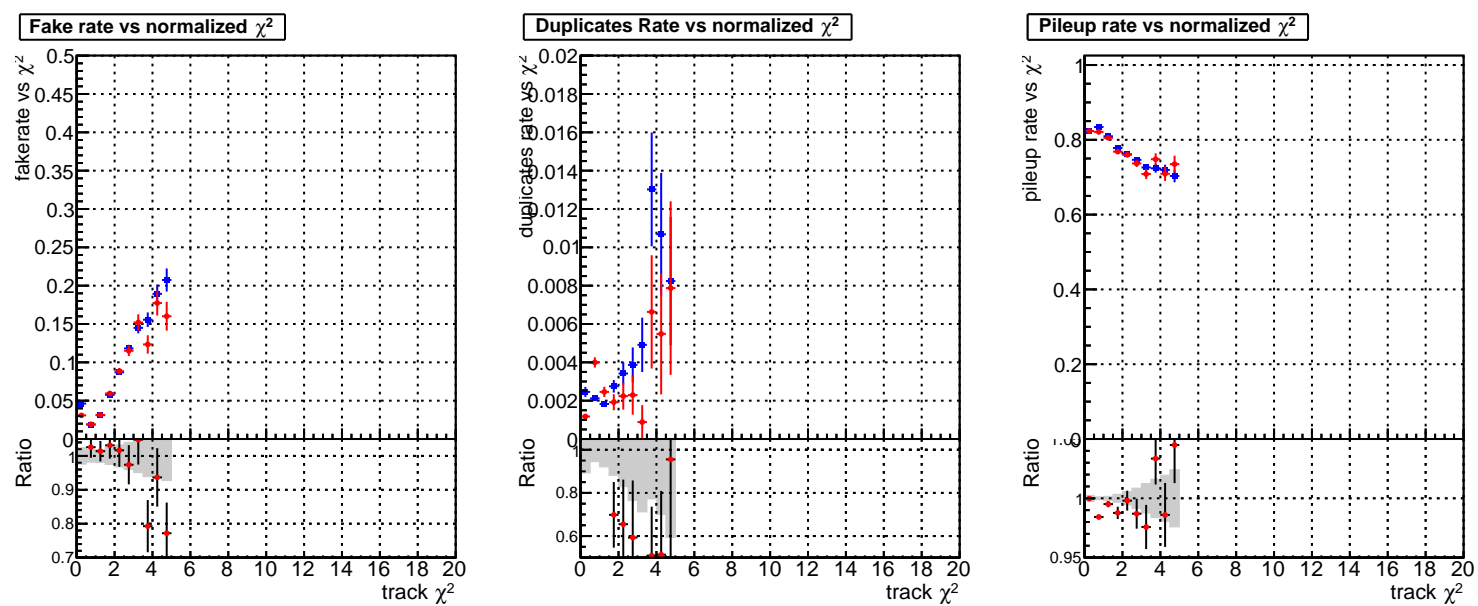 Fake rate vs normalized χ²
fakerate vs χ²
0.5
0.45
0.4
0.35
0.3
0.25
0.2
0.15
0.1
0.05
0
Ratio
1
0.9
0.8
0.7
0 2 4 6 8 10 12 14 16 18 20
track χ²
Duplicates Rate vs normalized χ²
duplicates rate vs χ²
0.02
0.018
0.016
0.014
0.012
0.01
0.008
0.006
0.004
0.002
0
Ratio
1
0.8
0.6
0 2 4 6 8 10 12 14 16 18 20
track χ²
Pileup rate vs normalized χ²
pileup rate vs χ²
1
0.8
0.6
0.4
0.2
0
Ratio
1
0.95
0 2 4 6 8 10 12 14 16 18 20
track χ²